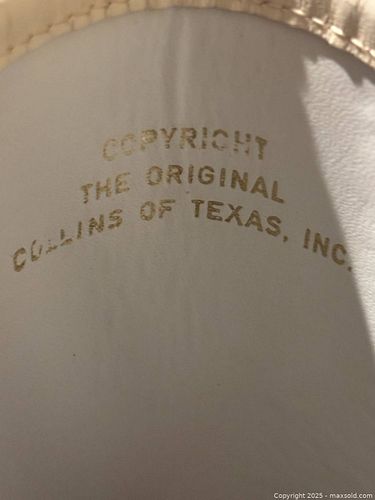 COPYRIGHT
THE ORIGINAL
COLLINS OF TEXAS, INC.
Copyright 2025 - maxsold.com